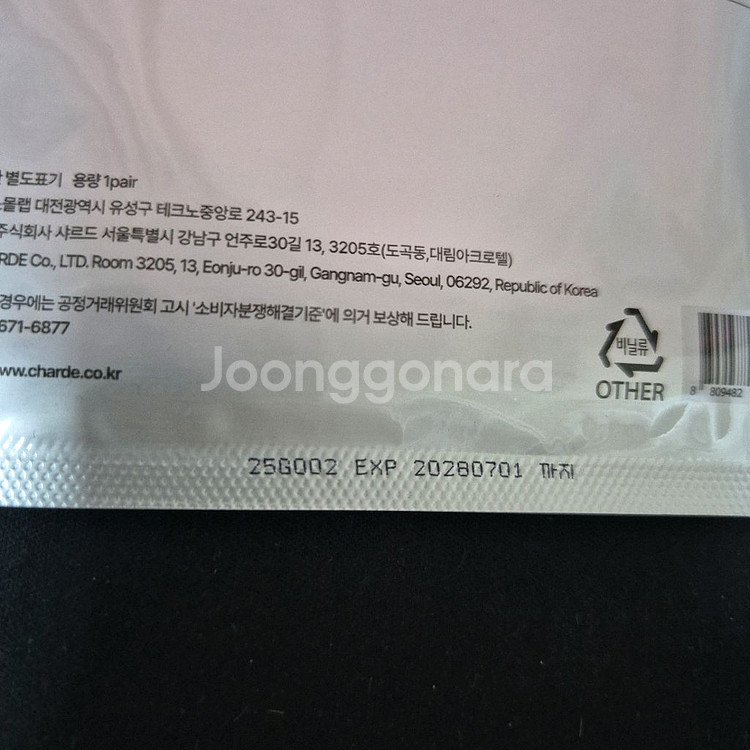 별도표기 용량 1pair
몰랩 대전광역시 유성구 테크노중앙로 243-15
주식회사 샤르드 서울특별시 강남구 언주로30길 13, 3205호(도곡동,대림아크로텔)
RDE Co., LTD. Room 3205, 13, Eonju-ro 30-gil, Gangnam-gu, Seoul, 06292, Republic of Korea
경우에는 공정거래위원회 고시 '소비자분쟁해결기준'에 의거 보상해 드립니다.
671-6877
ww.charde.co.kr
비닐류
OTHER
8 809482
Joonggonara
25G002 EXP 20280701 까지